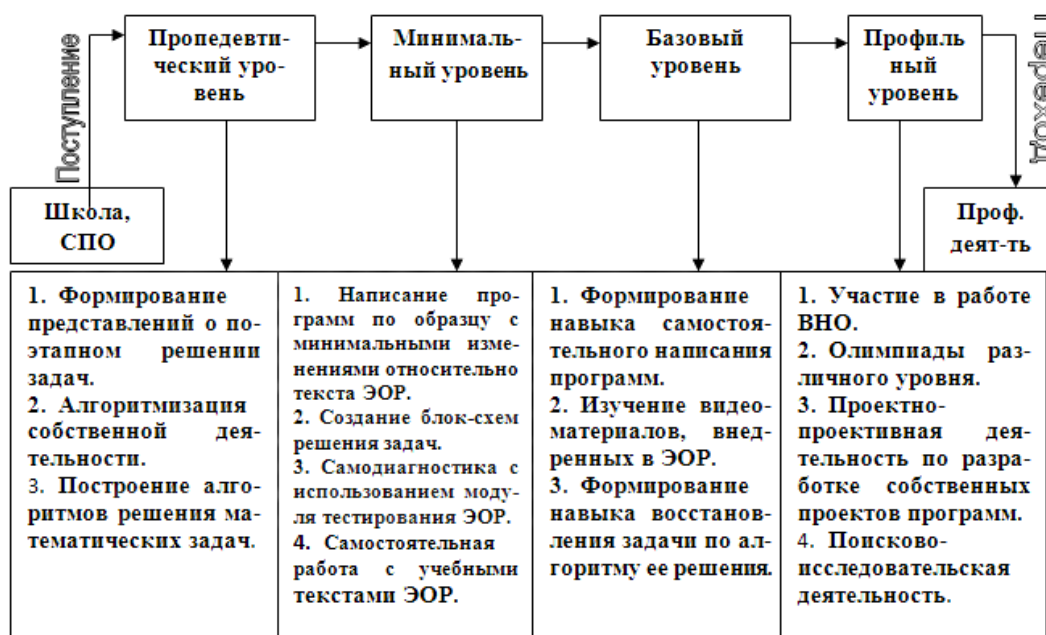 Поступление
Пропедевти-
ческий уро-
вень
Минималь-
ный уровень
Базовый
уровень
Профиль
ный
уровень
Переход
Школа,
СПО
Проф.
деят-ть
1. Формирование
представлений о по-
этапном решении
задач.
2. Алгоритмизация
собственной дея-
тельности.
3. Построение алго-
ритмов решения ма-
тематических задач.
1. Написание про-
грамм по образцу с
минимальными изме-
нениями относительно
текста ЭОР.
2. Создание блок-схем
решения задач.
3. Самодиагностика с
использованием моду-
ля тестирования ЭОР.
4. Самостоятельная
работа с учебными
текстами ЭОР.
1. Формирование
навыка самостоя-
тельного написания
программ.
2. Изучение видео-
материалов, внед-
ренных в ЭОР.
3. Формирование
навыка восстанов-
ления задачи по ал-
горитму ее решения.
1. Участие в работе
ВНО.
2. Олимпиады раз-
личного уровня.
3. Проектно-
проективная дея-
тельность по разра-
ботке собственных
проектов программ.
4. Поисково-
исследовательская
деятельность.